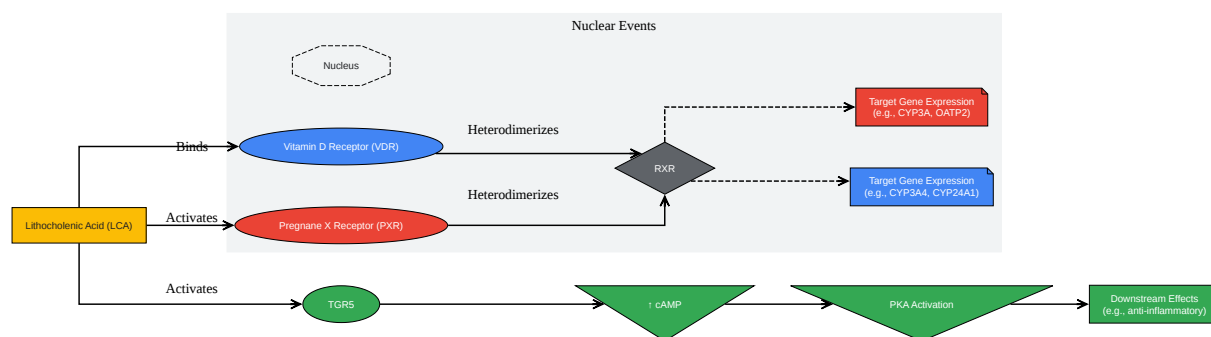 Nuclear Events
Nucleus
Target Gene Expression
(e.g., CYP3A, OATP2)
Heterodimerizes
Binds
Vitamin D Receptor (VDR)
RXR
Target Gene Expression
(e.g., CYP3A4, CYP24A1)
Heterodimerizes
Lithocholenic Acid (LCA)
Activates
Pregnane X Receptor (PXR)
Activates
TGR5
↑ cAMP
PKA Activation
Downstream Effects
(e.g., anti-inflammatory)